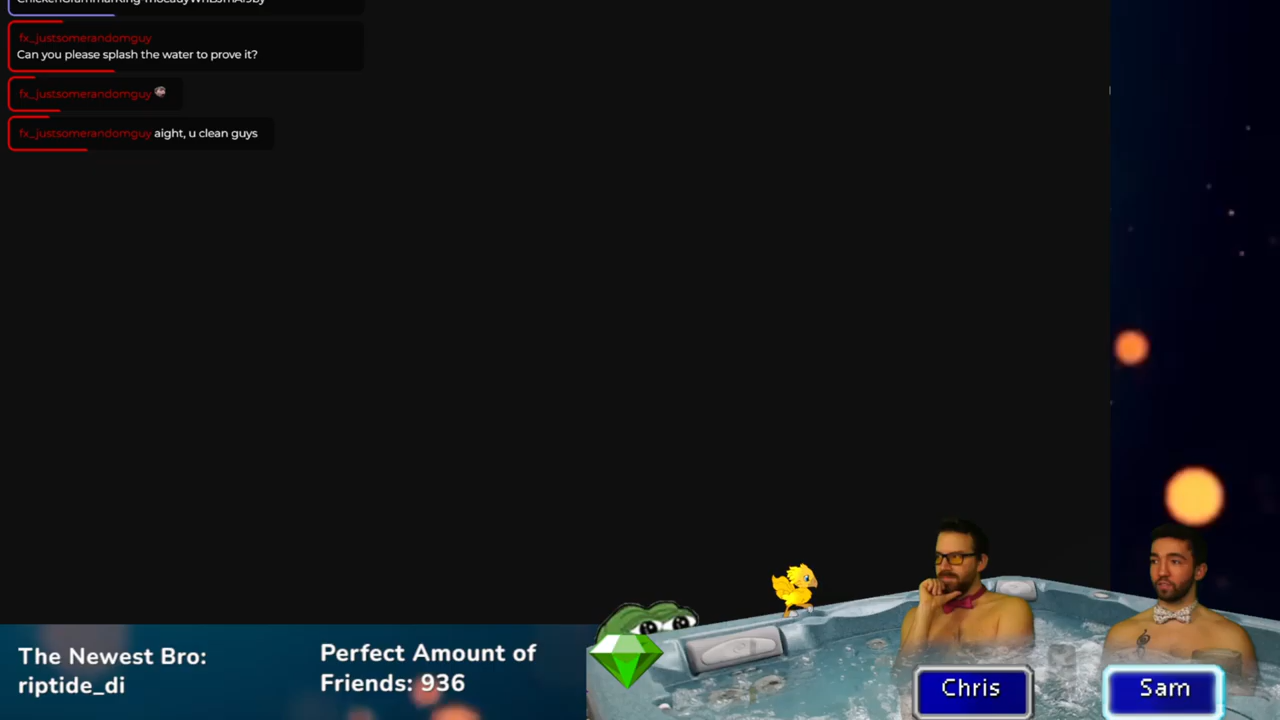 fx_justsomerandomguy
Can you please splash the water to prove it?
fx_justsomerandomguy
fx_justsomerandomguy aight, u clean guys
The Newest Bro:
riptide_di
Perfect Amount of
Friends: 936
Chris
Sam